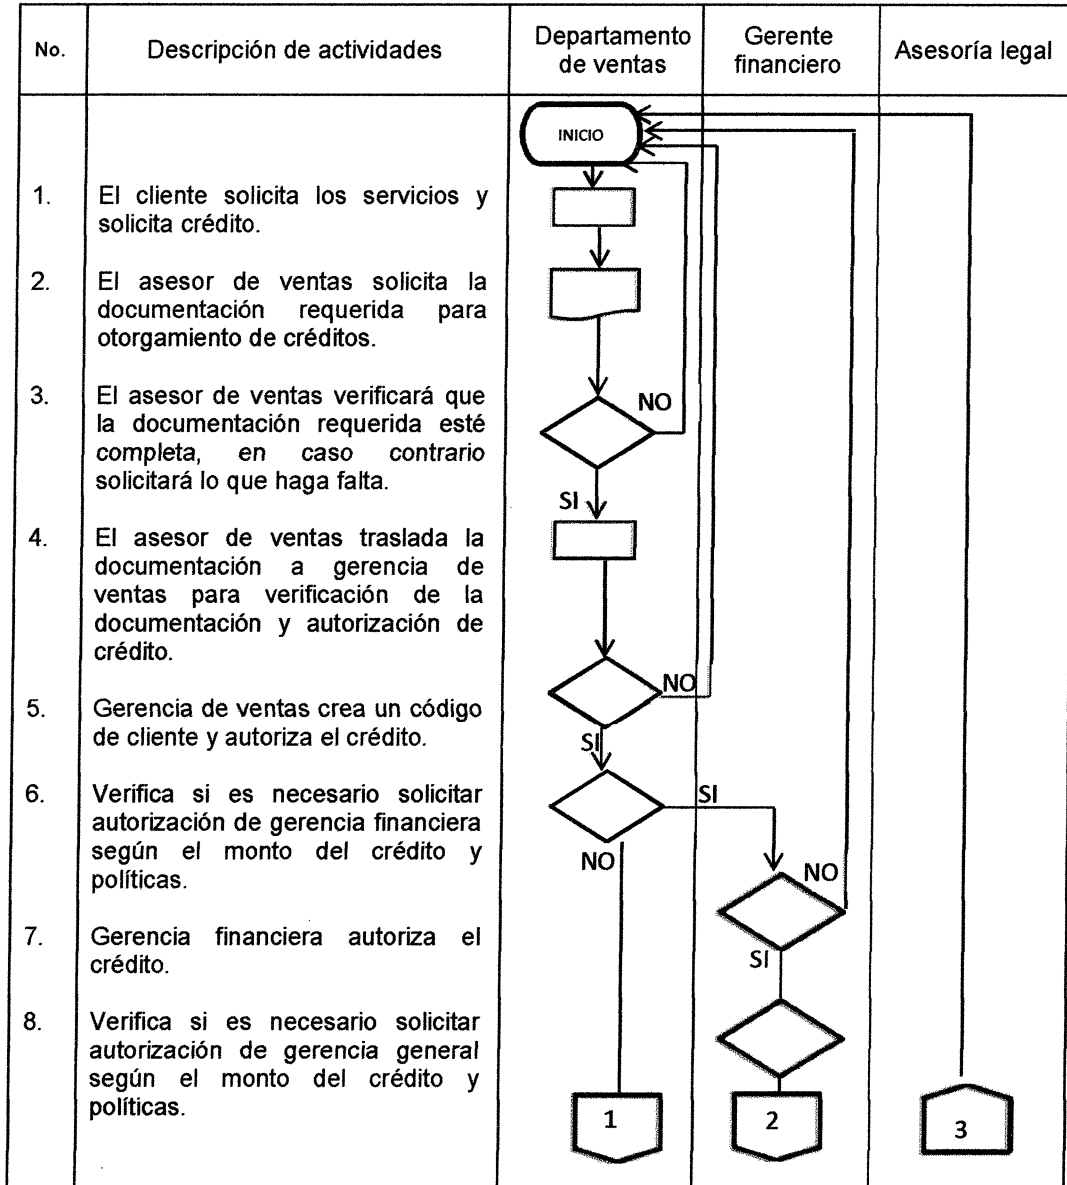 No.
Descripción de actividades
Departamento
de ventas
Gerente
financiero
Asesoría legal
INICIO
1.
El cliente solicita los servicios y
solicita crédito.
2.
El asesor de ventas solicita la
documentación requerida para
otorgamiento de créditos.
3.
El asesor de ventas verificará que
la documentación requerida esté
completa, en caso contrario
solicitará lo que haga falta.
NO
SI
4.
El asesor de ventas traslada la
documentación a gerencia de
ventas para verificación de la
documentación y autorización de
crédito.
NO
5.
Gerencia de ventas crea un código
de cliente y autoriza el crédito.
SI
6.
Verifica si es necesario solicitar
autorización de gerencia financiera
según el monto del crédito y
políticas.
SI
NO
NO
7.
Gerencia financiera autoriza el
crédito.
SI
8.
Verifica si es necesario solicitar
autorización de gerencia general
según el monto del crédito y
políticas.
1
2
3